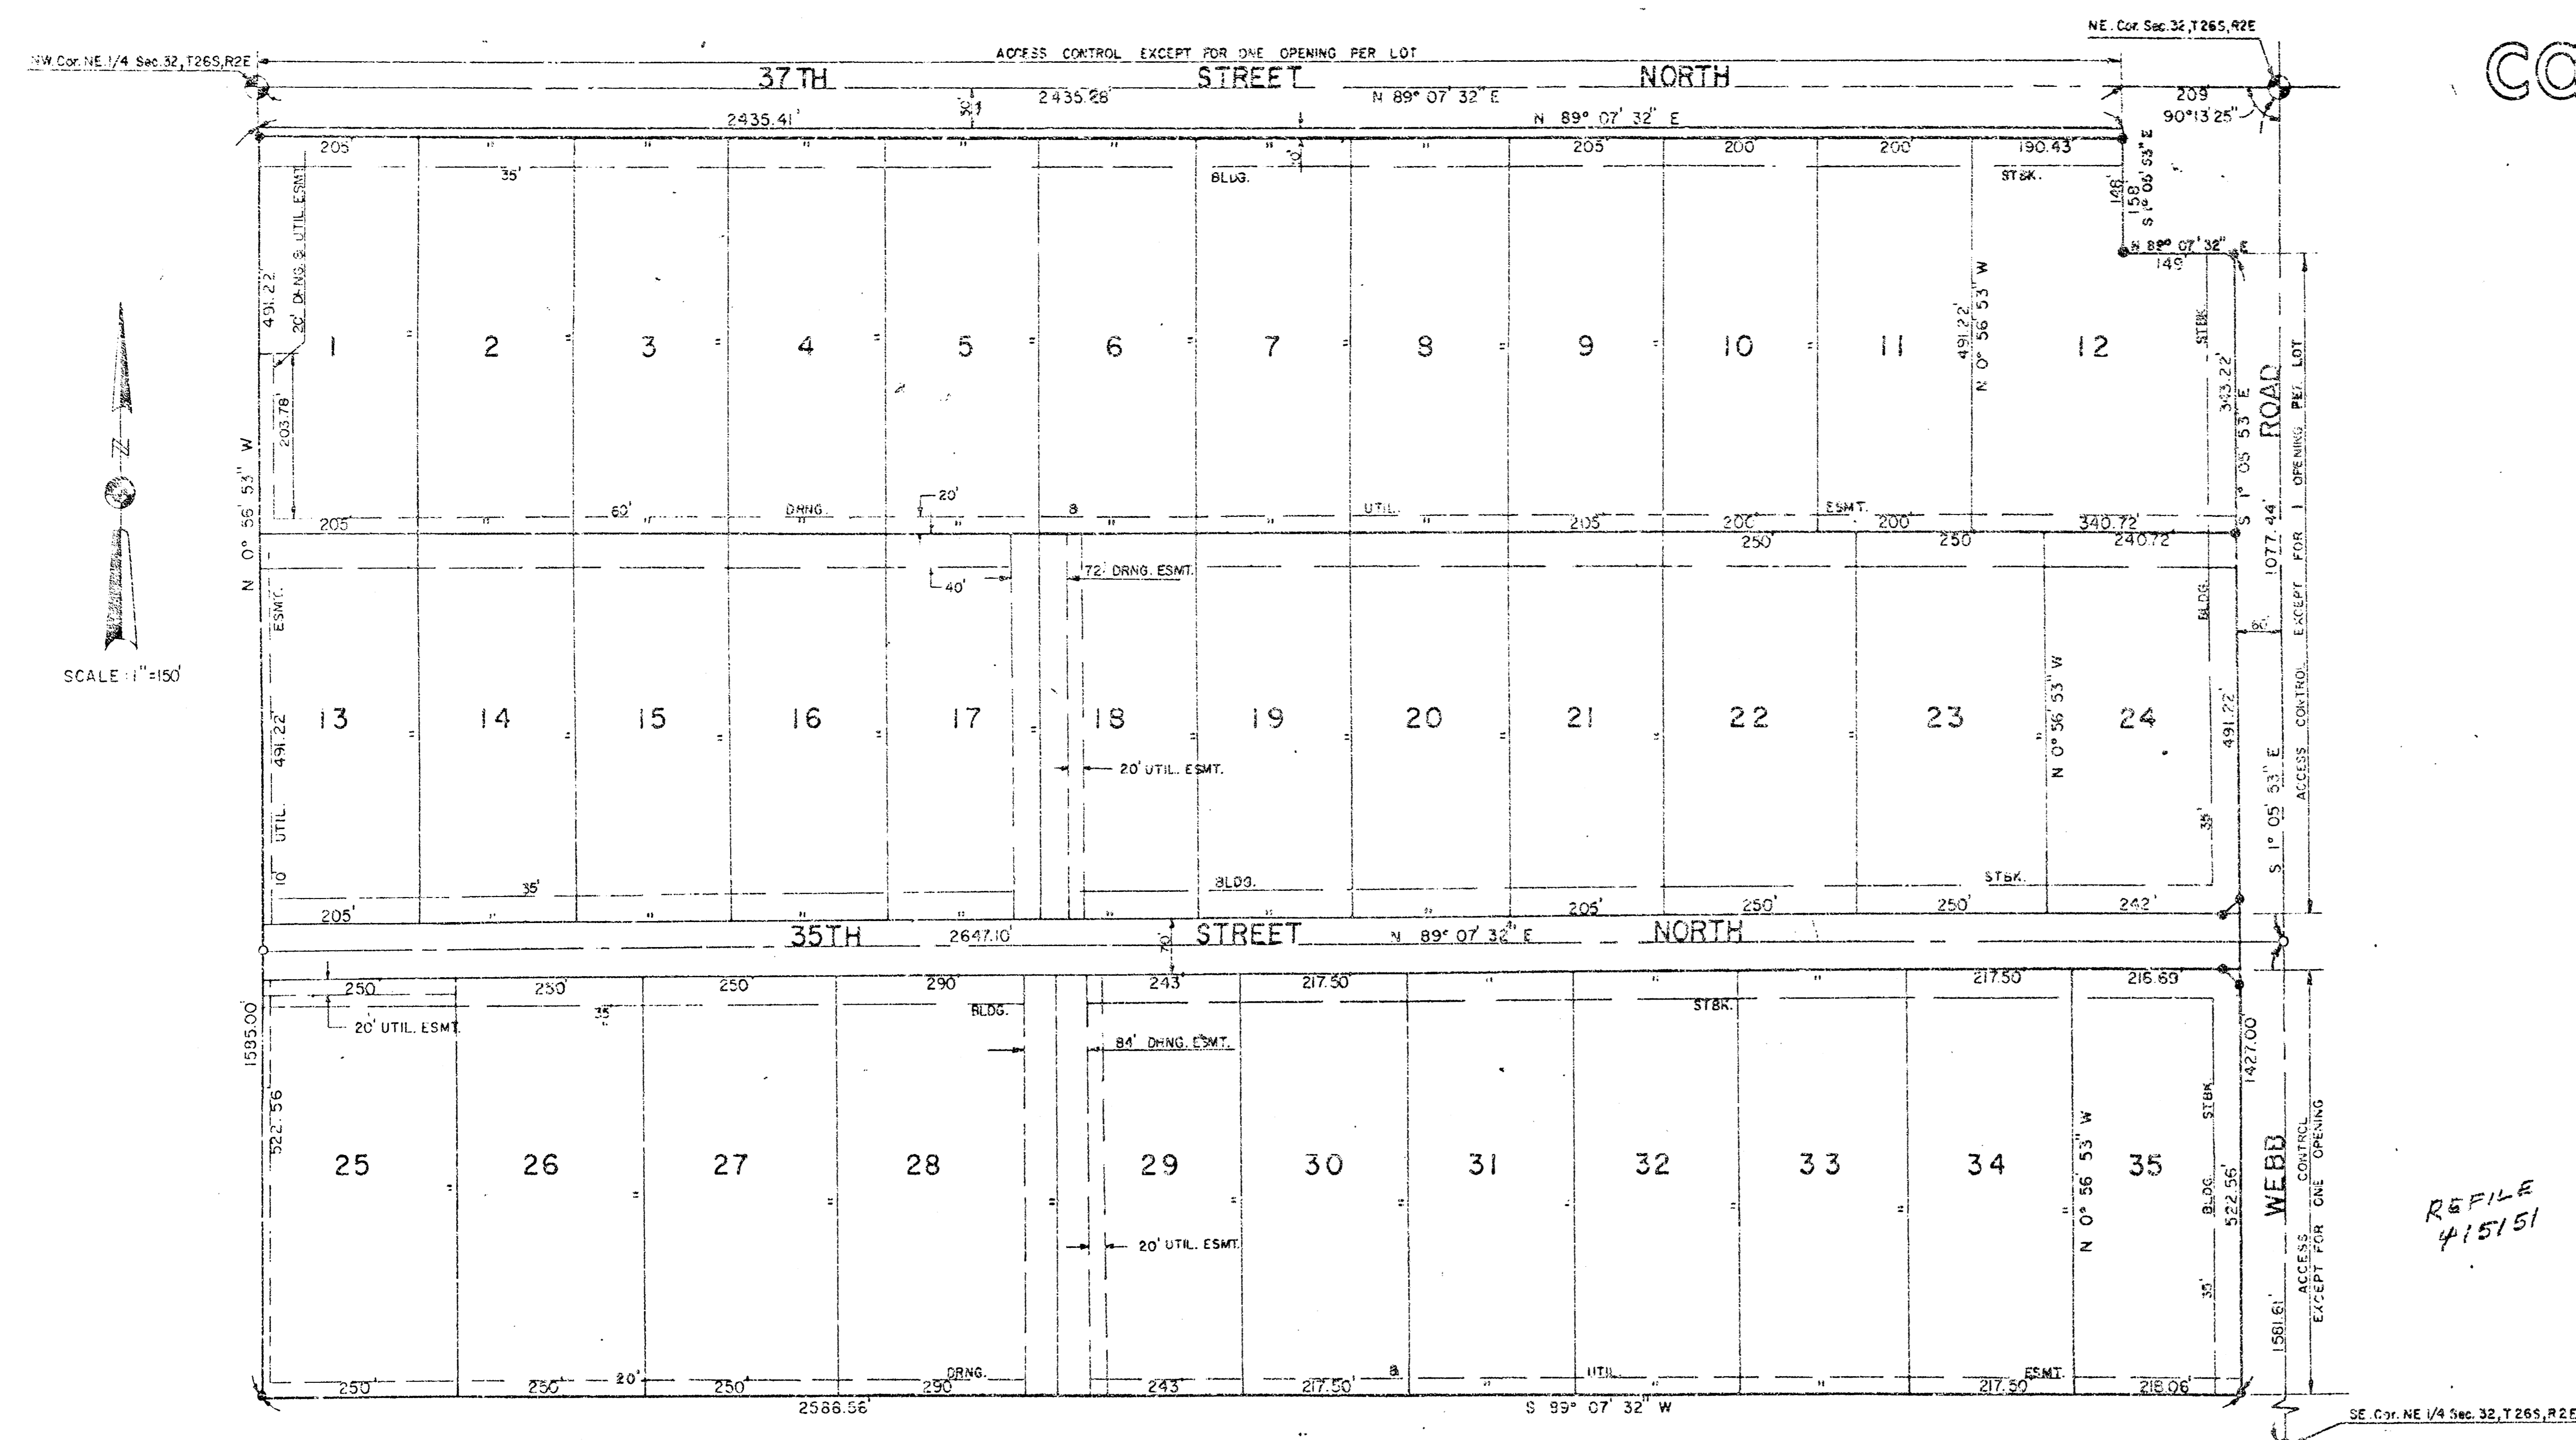 NE. Cor. Sec. 32, T26S, R2E
CO
NW. Cor. NE. 1/4 Sec. 32, T26S, R2E
ACCESS CONTROL EXCEPT FOR ONE OPENING PER LOT
37TH STREET NORTH
2435.28' N 89° 07' 32" E
209'
90°13'25"
2435.41' N 89° 07' 32" E
205' " " " " " " " 205' 200' 200' 190.43'
35' BLDG. STBK.
148'
158'
S 1° 05' 53" E
N 89° 07' 32" E
149'
20' DRNG. & UTIL. ESMT.
491.22'
203.78'
N 0° 56' 53" W
1 2 3 4 5 6 7 8 9 10 11 12
" " " " " " " " " "
491.22'
N 0° 56' 53" W
STBK.
343.22'
S 1° 05' 53" E
ROAD
ACCESS CONTROL EXCEPT FOR 1 OPENING PER LOT
N
SCALE: 1"=150'
20'
60' DRNG. & UTIL. ESMT.
205' " " " " " " " 205' 200' 200' 340.72'
250' 250' 240.72'
40'
72' DRNG. ESMT.
1077.44'
60'
BLDG.
10' UTIL. ESMT.
491.22'
13 14 15 16 17 18 19 20 21 22 23 24
" " " " " " " " " "
N 0° 56' 53" W
491.22'
20' UTIL. ESMT.
S 1° 05' 53" E
35'
35' BLDG. STBK.
205' " " " " " " " 205' 250' 250' 242'
35TH STREET NORTH
2647.10' N 89° 07' 32" E
70'
250' 250' 250' 290' 243' 217.50' " " " 217.50' 216.69'
20' UTIL. ESMT.
35' BLDG. STBK.
84' DRNG. ESMT.
1585.00'
522.56'
1427.00'
25 26 27 28 29 30 31 32 33 34 35
" " " " " " " " " "
N 0° 56' 53" W
35' BLDG. STBK.
522.56'
WEBB
1581.61'
ACCESS CONTROL
EXCEPT FOR ONE OPENING
20' UTIL. ESMT.
REFILE
415151
20' DRNG. & UTIL. ESMT.
250' 250' 250' 290' 243' 217.50' " " " 217.50' 218.06'
2586.56' S 89° 07' 32" W
SE. Cor. NE 1/4 Sec. 32, T26S, R2E